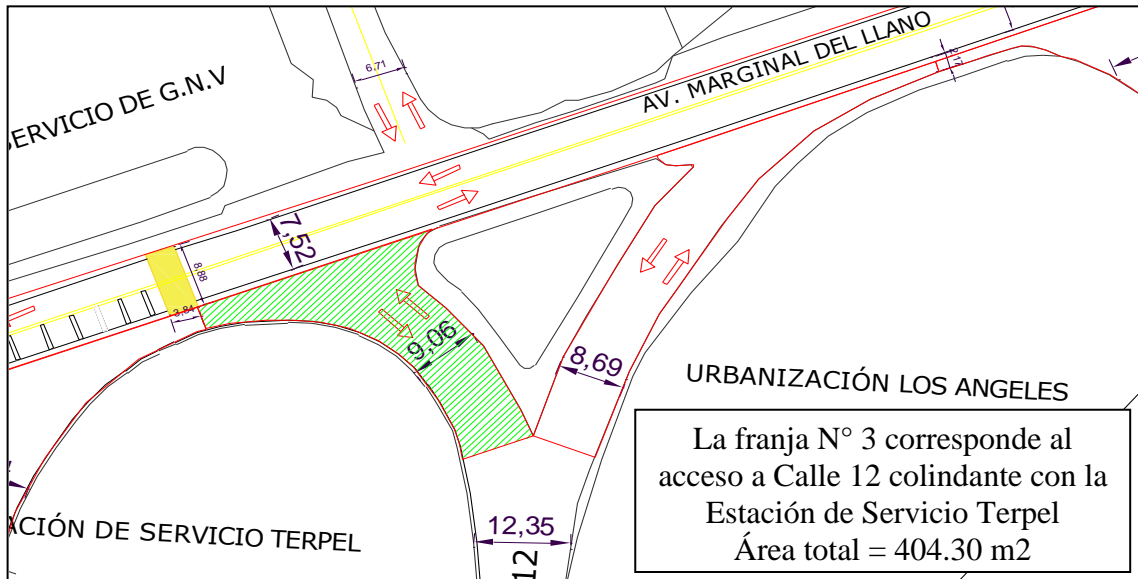 SERVICIO DE G.N.V
6,71
AV. MARGINAL DEL LLANO
2,17
7,52
8,88
3,84
9,06
8,69
URBANIZACIÓN LOS ANGELES
La franja N° 3 corresponde al
acceso a Calle 12 colindante con la
Estación de Servicio Terpel
Área total = 404.30 m2
ACIÓN DE SERVICIO TERPEL
12,35
12